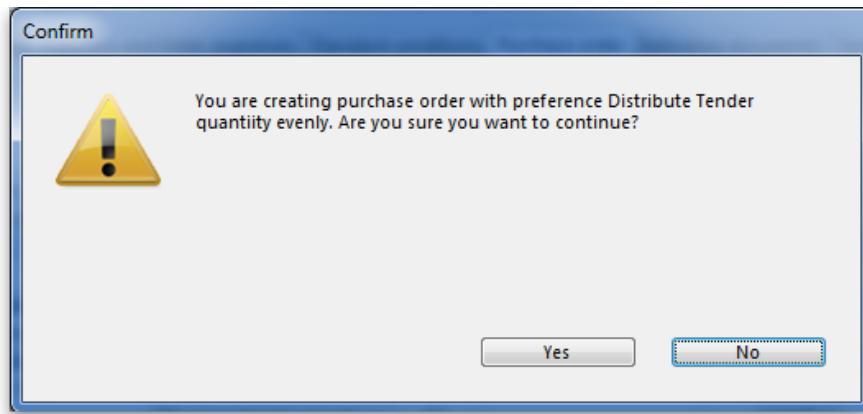 Confirm
You are creating purchase order with preference Distribute Tender
quantiity evenly. Are you sure you want to continue?
Yes
No